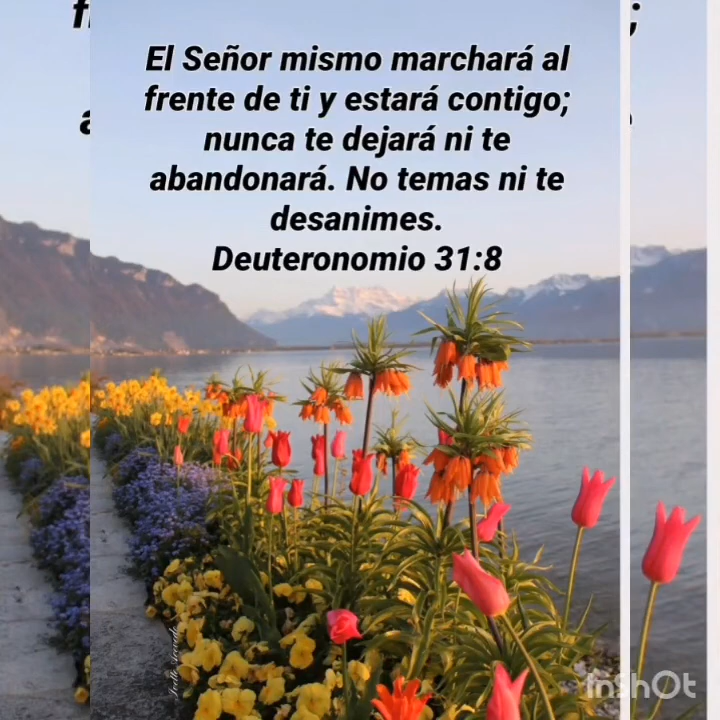 El Señor mismo marchará al
frente de ti y estará contigo;
nunca te dejará ni te
abandonará. No temas ni te
desanimes.
Deuteronomio 31:8
InShOt